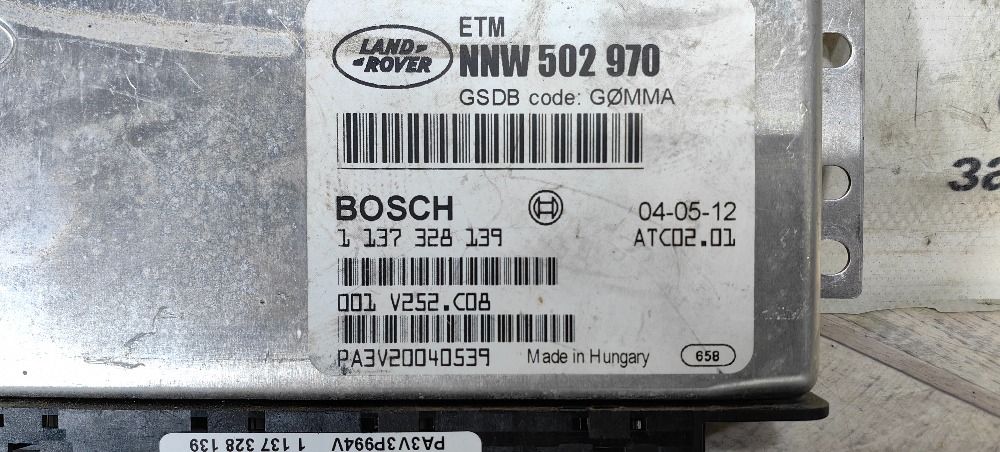 ETM
LAND ROVER
NNW 502 970
GSDB code: GØMMA
BOSCH 04-05-12
1 137 328 139 ATC02.01
001 V252.C08
PA3V20040539 Made in Hungary 658
PA3V3P994V
1 137 328 139
32